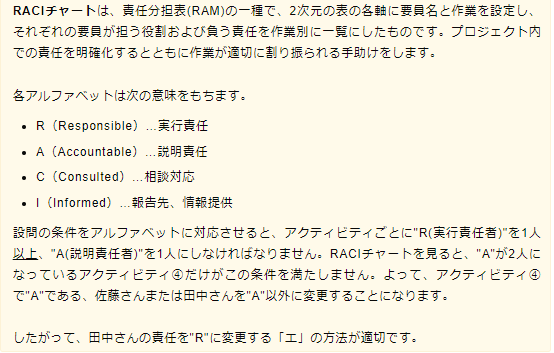 RACIチャートは、責任分担表(RAM)の一種で、2次元の表の各軸に要員名と作業を設定し、
それぞれの要員が担う役割および負う責任を作業別に一覧にしたものです。プロジェクト内
での責任を明確化するとともに作業が適切に割り振られる手助けをします。
各アルファベットは次の意味をもちます。
• R（Responsible）…実行責任
• A（Accountable）…説明責任
• C（Consulted）…相談対応
• I（Informed）…報告先、情報提供
設問の条件をアルファベットに対応させると、アクティビティごとに"R(実行責任者)"を1人
以上、"A(説明責任者)"を1人にしなければなりません。RACIチャートを見ると、"A"が2人に
なっているアクティビティ④だけがこの条件を満たしません。よって、アクティビティ④
で"A"である、佐藤さんまたは田中さんを"A"以外に変更することになります。
したがって、田中さんの責任を"R"に変更する「エ」の方法が適切です。